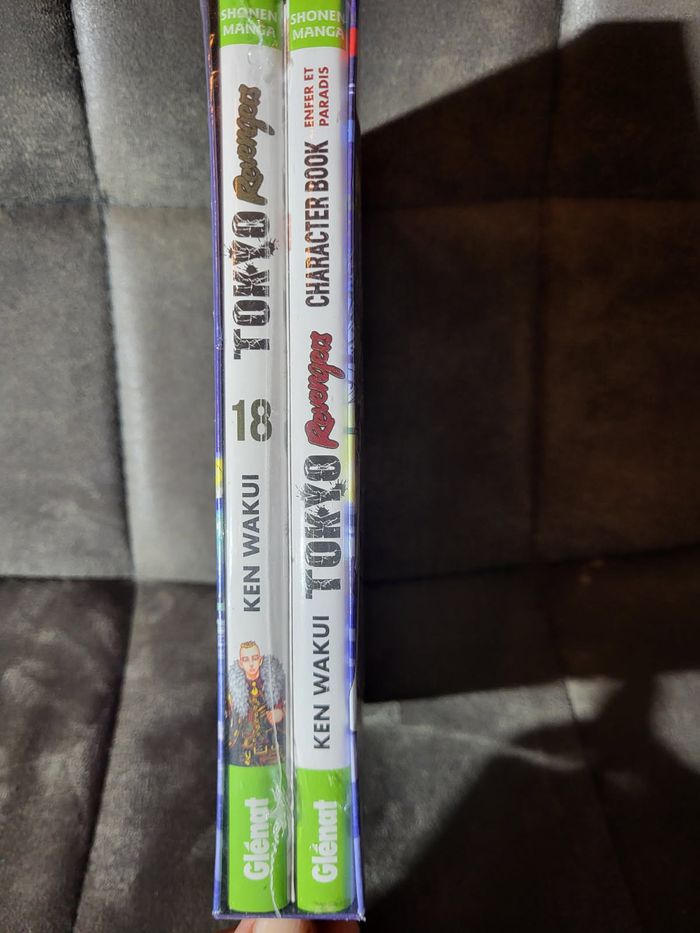 SHONEN
MANGA
TOKYO Revengers
18
KEN WAKUI
Glénat
SHONEN
MANGA
ENFER ET
PARADIS
CHARACTER BOOK
TOKYO Revengers
KEN WAKUI
Glénat